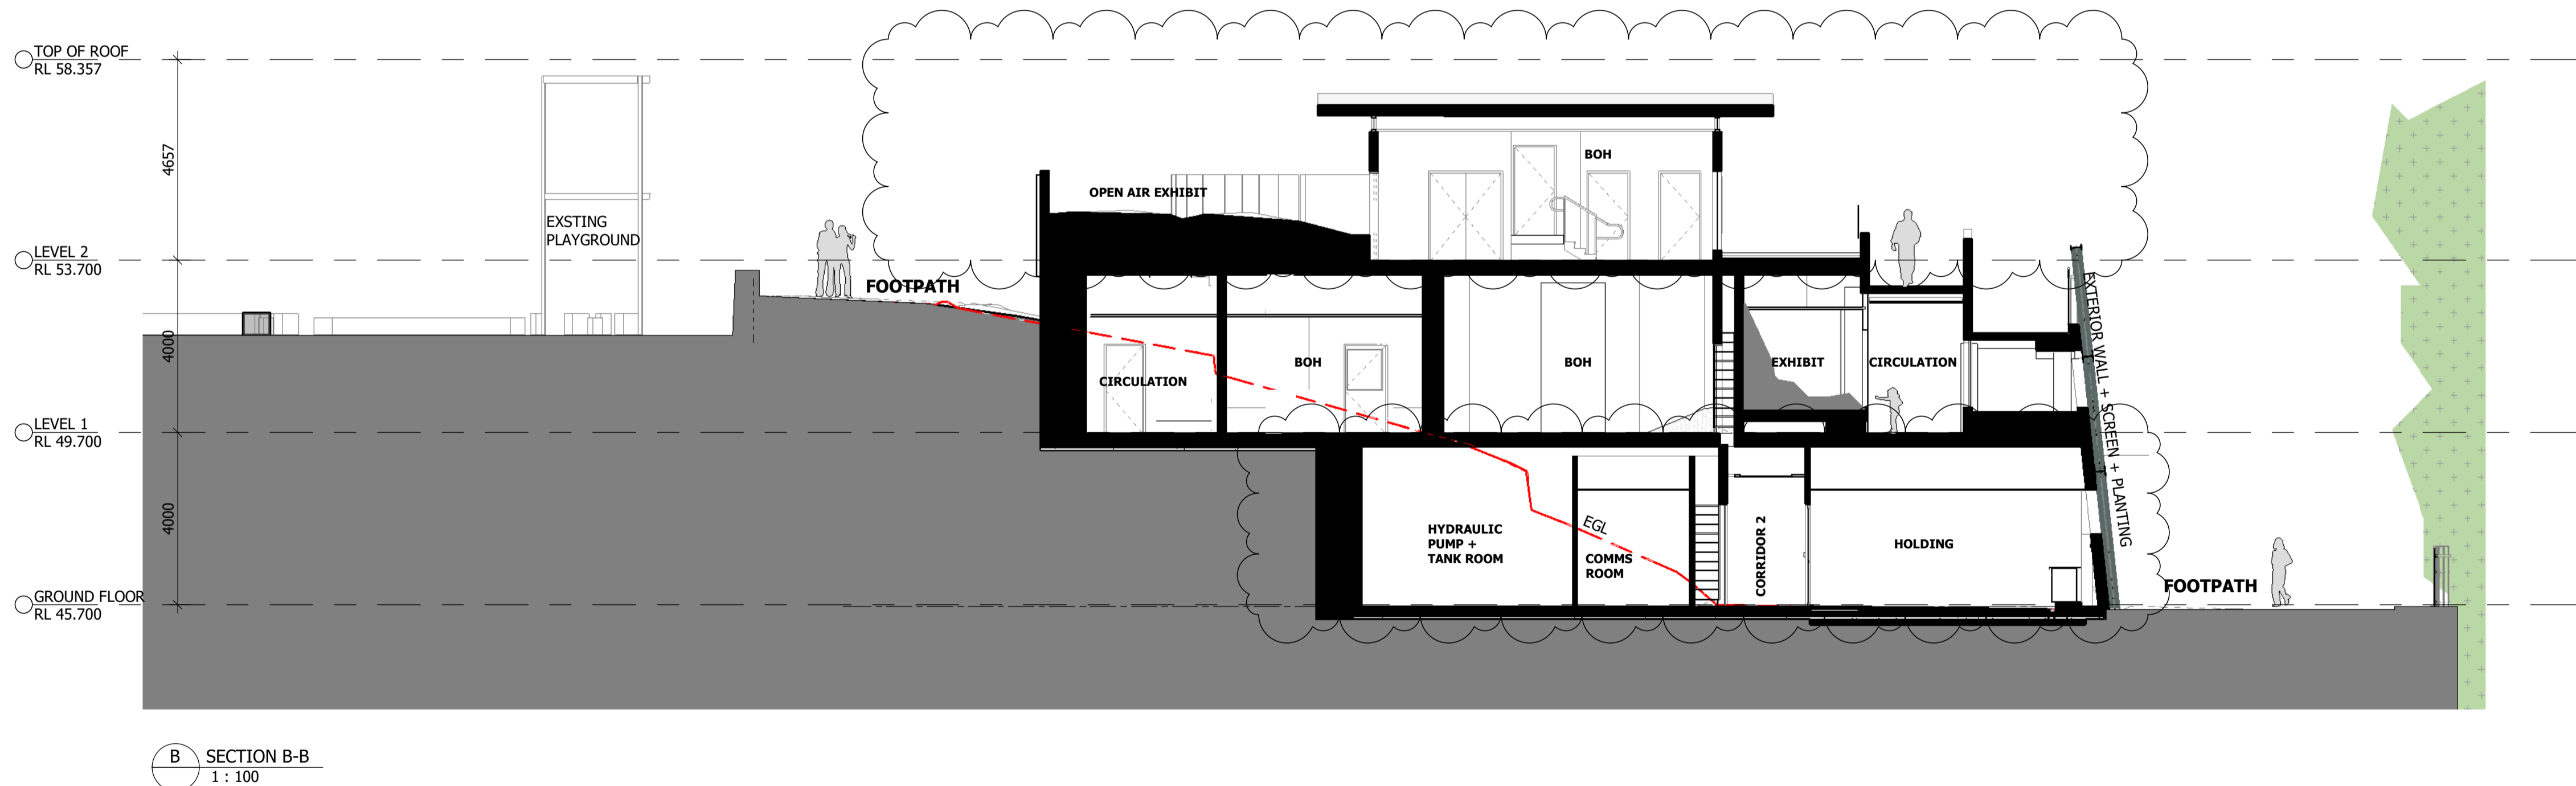 TOP OF ROOF
RL 58.357
4657
EXSTING
PLAYGROUND
OPEN AIR EXHIBIT
BOH
LEVEL 2
RL 53.700
FOOTPATH
4000
CIRCULATION
BOH
BOH
EXHIBIT
CIRCULATION
EXTERIOR WALL + SCREEN + PLANTING
LEVEL 1
RL 49.700
4000
HYDRAULIC
PUMP +
TANK ROOM
EGL
COMMS
ROOM
CORRIDOR 2
HOLDING
FOOTPATH
GROUND FLOOR
RL 45.700
B
SECTION B-B
1 : 100